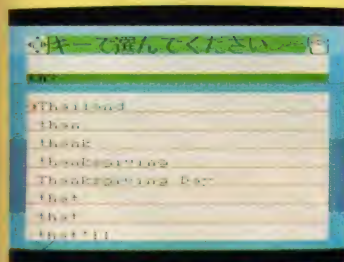 キーで選んでください
Thailand
than
thank
thanksgiving
Thanksgiving Day
that
that
that'll